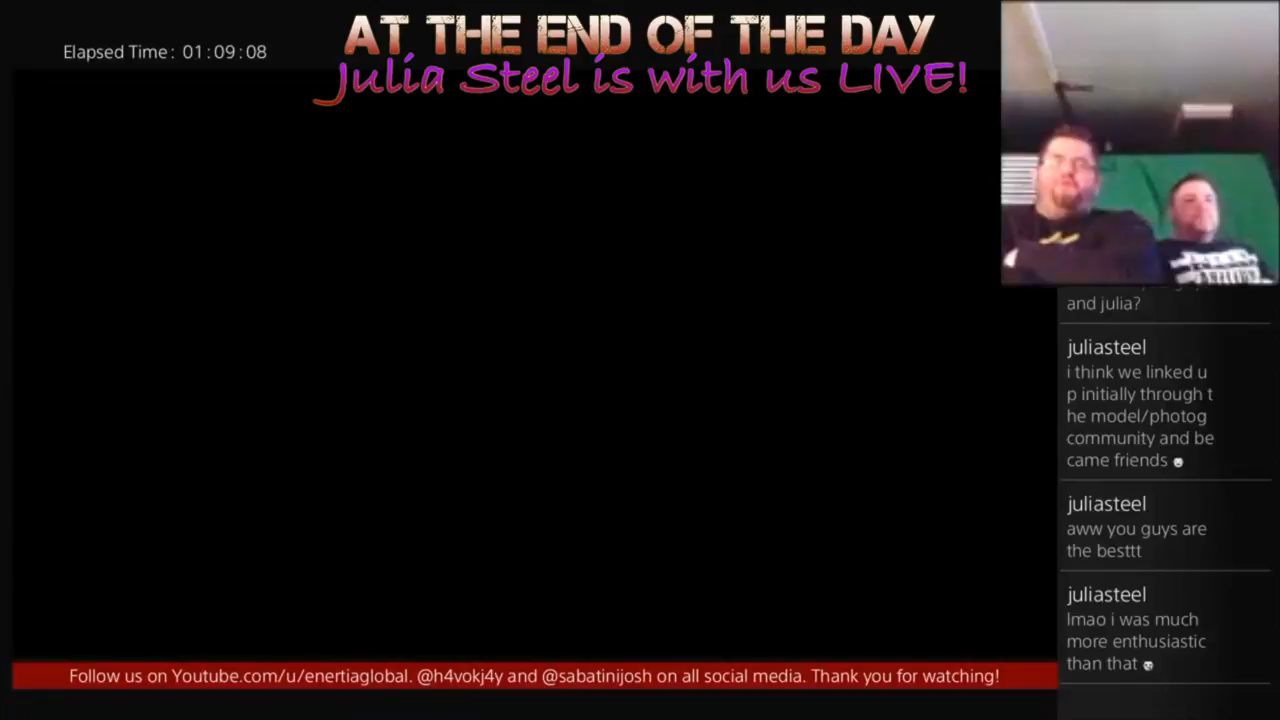 Elapsed Time: 01:09:08
AT THE END OF THE DAY
Julia Steel is with us LIVE!
and julia?
juliasteel
i think we linked u
p initially through t
he model/photog
community and be
came friends
juliasteel
aww you guys are
the besttt
juliasteel
lmao i was much
more enthusiastic
than that
Follow us on Youtube.com/u/enertiaglobal. @h4vokj4y and @sabatinijosh on all social media. Thank you for watching!